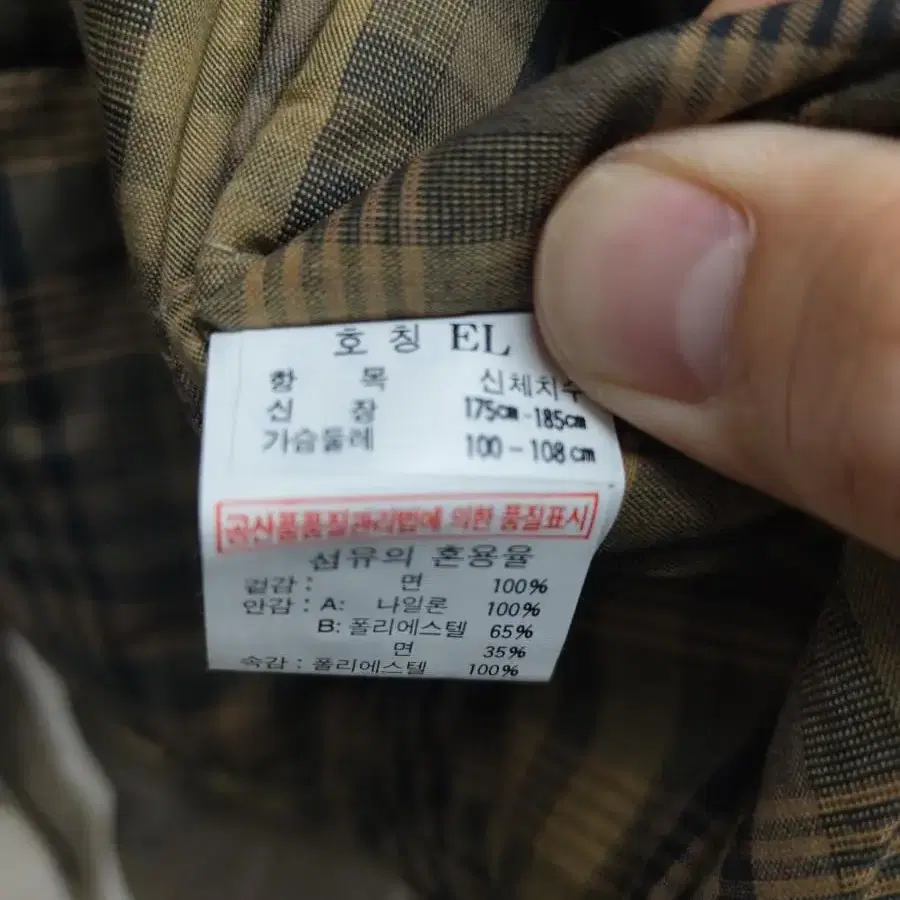 호칭 EL
항 목 신체치수
신 장 175cm - 185cm
가슴둘레 100 - 108 cm
공산품품질관리법에 의한 품질표시
섬유의 혼용율
겉감 : 면 100%
안감 : A: 나일론 100%
B: 폴리에스텔 65%
면 35%
속감 : 폴리에스텔 100%